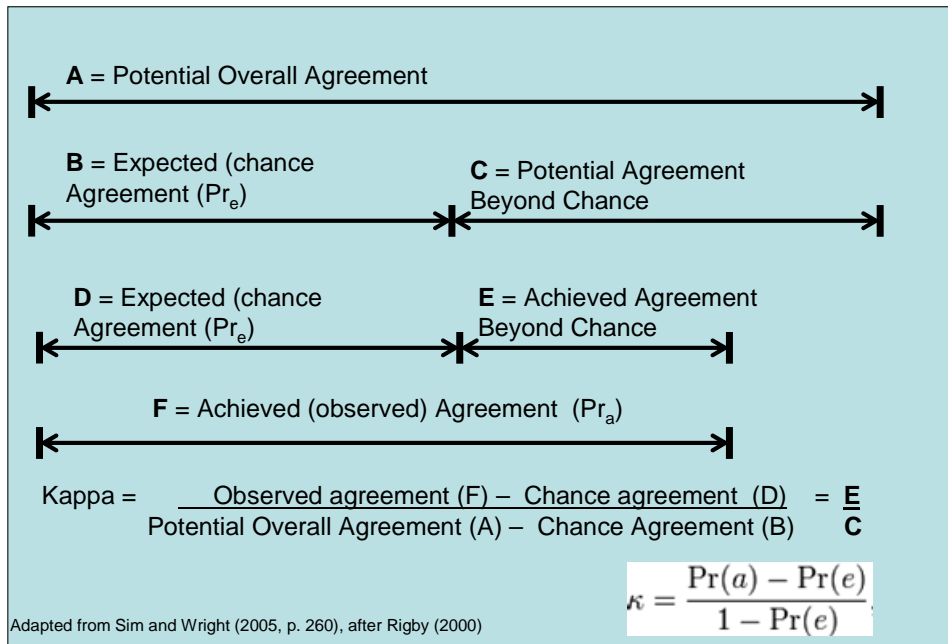 A = Potential Overall Agreement
B = Expected (chance
Agreement (Prₑ)
C = Potential Agreement
Beyond Chance
D = Expected (chance
Agreement (Prₑ)
E = Achieved Agreement
Beyond Chance
F = Achieved (observed) Agreement (Prₐ)
Kappa = Observed agreement (F) – Chance agreement (D) = E
Potential Overall Agreement (A) – Chance Agreement (B) C
κ = Pr(a) − Pr(e)
1 − Pr(e) ,
Adapted from Sim and Wright (2005, p. 260), after Rigby (2000)